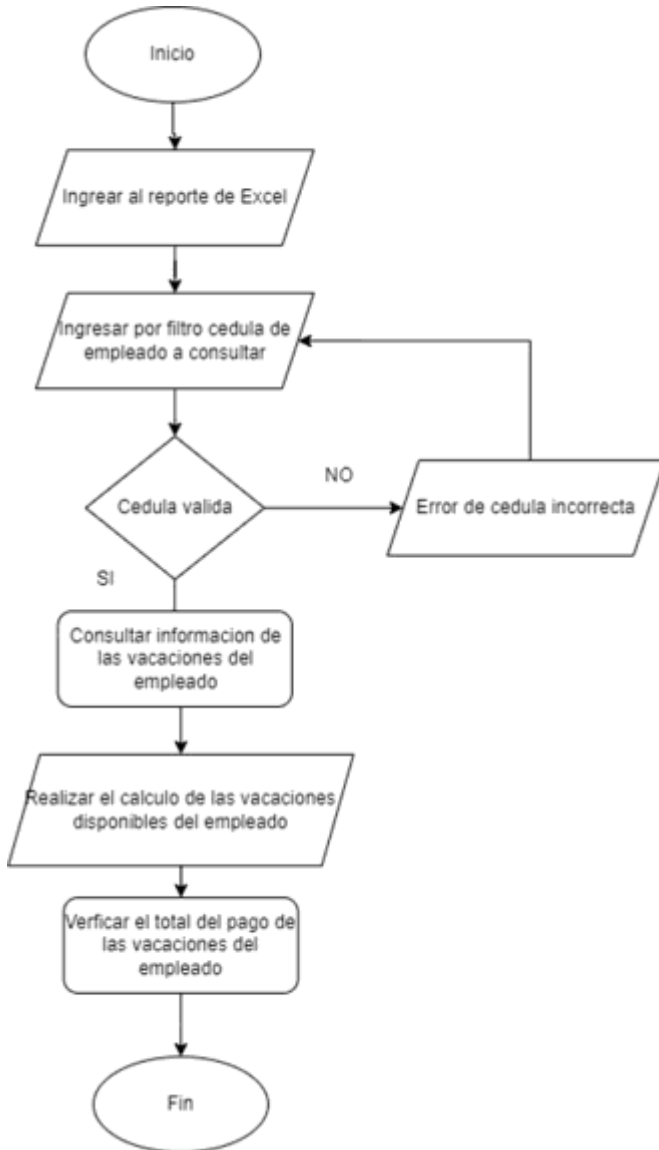 Inicio
Ingrear al reporte de Excel
Ingresar por filtro cedula de
empleado a consultar
Cedula valida
NO
Error de cedula incorrecta
SI
Consultar informacion de
las vacaciones del
empleado
Realizar el calculo de las vacaciones
disponibles del empleado
Verficar el total del pago de
las vacaciones del
empleado
Fin